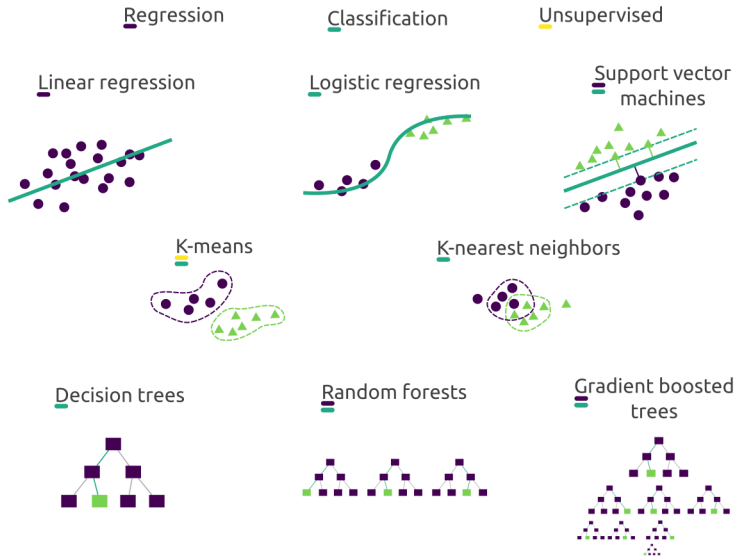 Regression
Classification
Unsupervised
Linear regression
Logistic regression
Support vector
machines
K-means
K-nearest neighbors
Decision trees
Random forests
Gradient boosted
trees